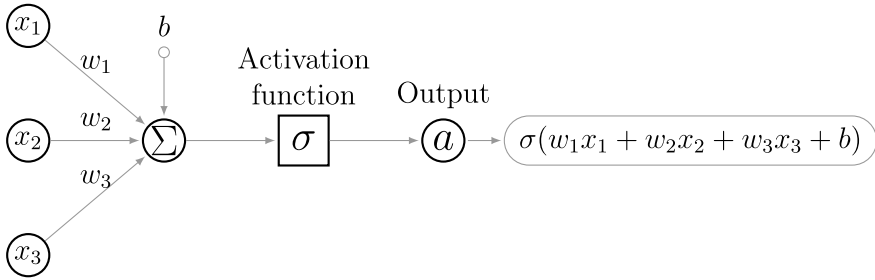 x₁
b
w₁
Activation
function
Output
x₂
w₂
∑
σ
a
σ(w₁x₁ + w₂x₂ + w₃x₃ + b)
w₃
x₃